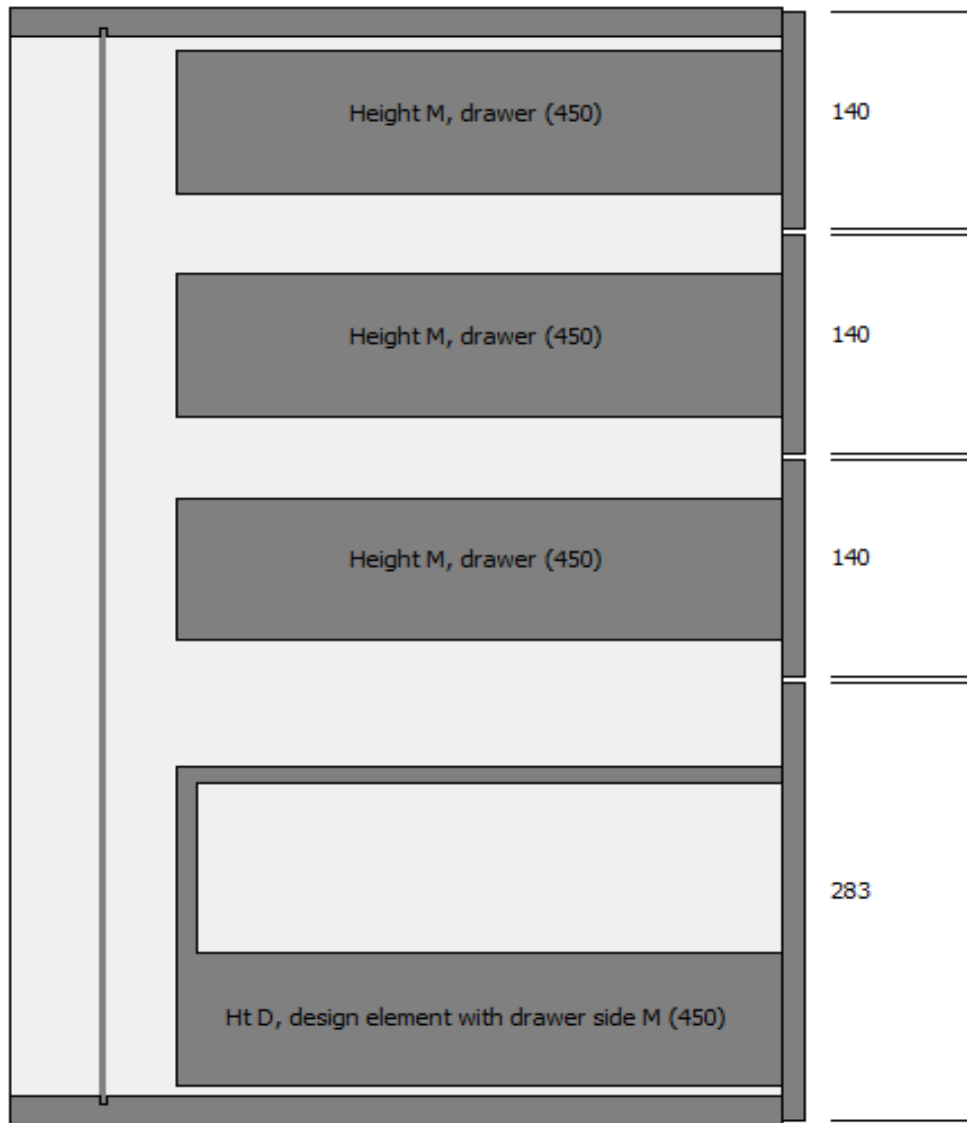 Height M, drawer (450)
140
Height M, drawer (450)
140
Height M, drawer (450)
140
283
Ht D, design element with drawer side M (450)